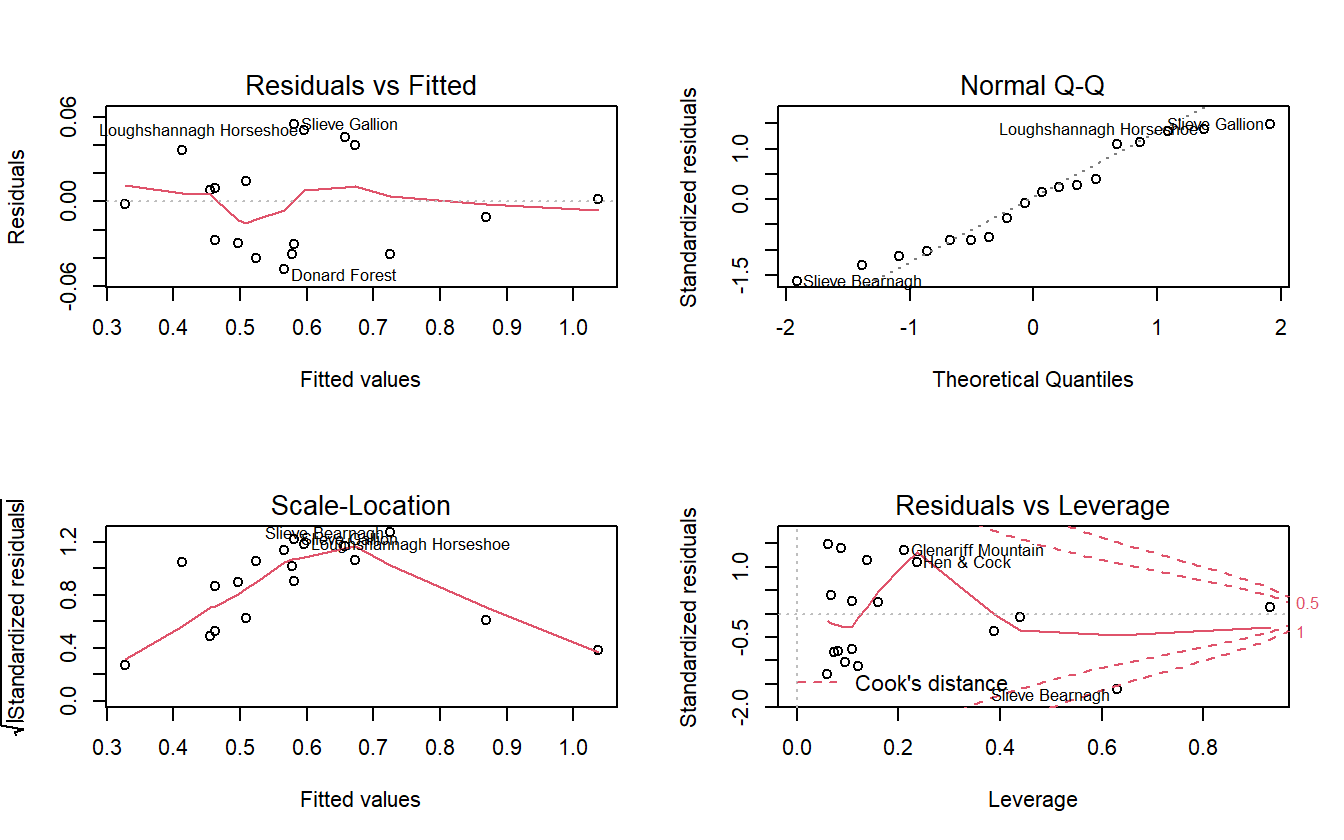 Residuals vs Fitted
Residuals
0.06
0.00
-0.06
Loughshannagh Horseshoe
Slieve Gallion
Donard Forest
0.3 0.4 0.5 0.6 0.7 0.8 0.9 1.0
Fitted values
Normal Q-Q
Standardized residuals
1.0
0.0
-1.5
Loughshannagh Horseshoe
Slieve Gallion
Slieve Bearnagh
-2 -1 0 1 2
Theoretical Quantiles
Scale-Location
√|Standardized residuals|
1.2
0.8
0.4
0.0
Slieve Bearnagh
Slieve Gallion
Loughshannagh Horseshoe
0.3 0.4 0.5 0.6 0.7 0.8 0.9 1.0
Fitted values
Residuals vs Leverage
Standardized residuals
1.0
-0.5
-2.0
Glenariff Mountain
Hen & Cock
0.5
1
Cook's distance
Slieve Bearnagh
0.0 0.2 0.4 0.6 0.8
Leverage